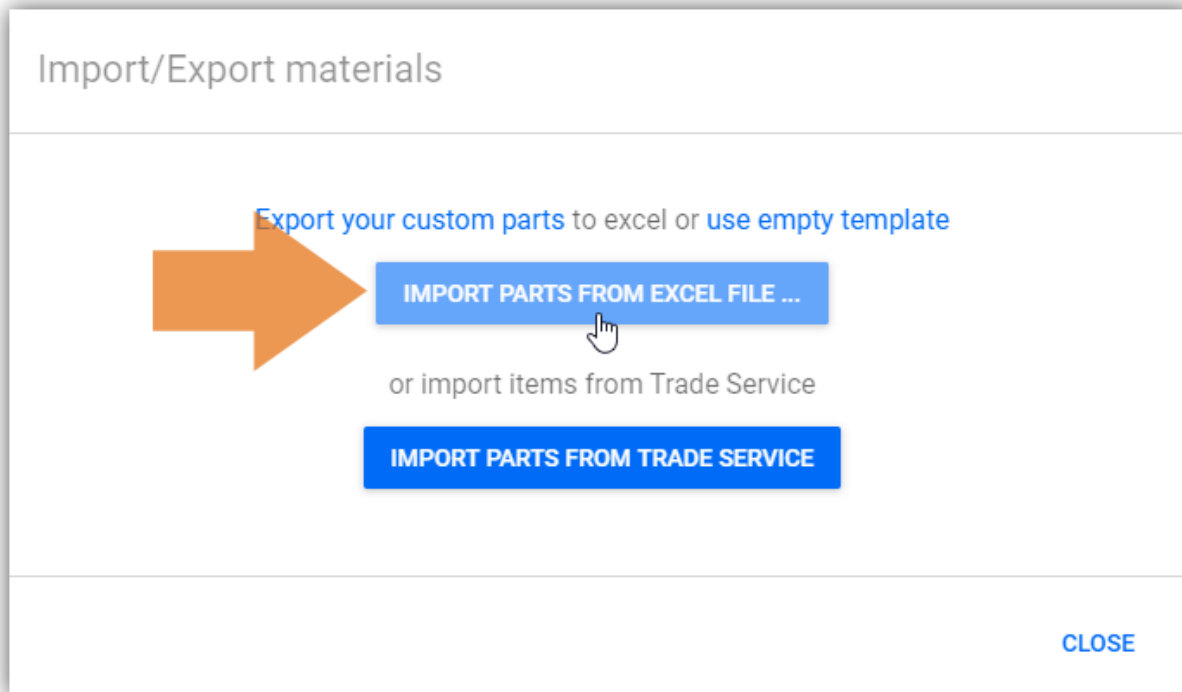 Import/Export materials
Export your custom parts to excel or use empty template
IMPORT PARTS FROM EXCEL FILE ...
or import items from Trade Service
IMPORT PARTS FROM TRADE SERVICE
CLOSE